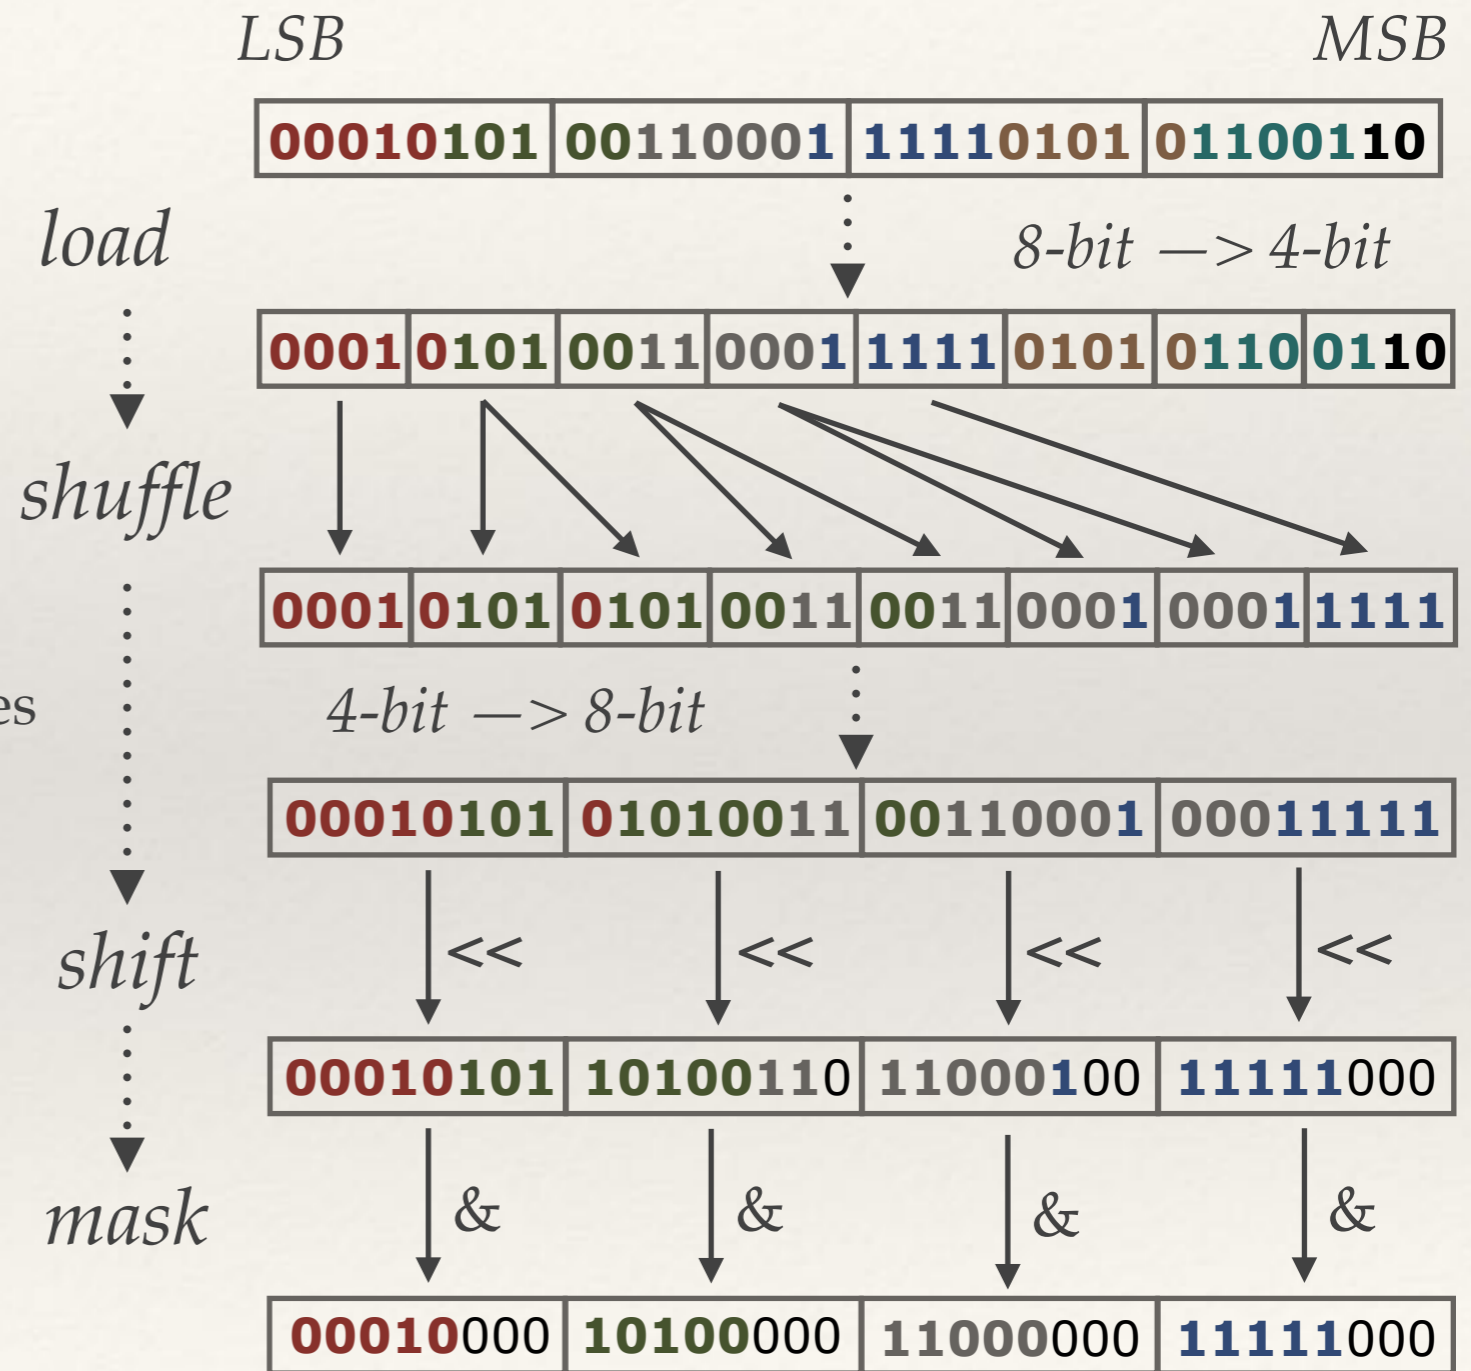 LSB MSB
00010101 00110001 11110101 01100110
load
8-bit —> 4-bit
0001 0101 0011 0001 1111 0101 0110 0110
shuffle
0001 0101 0101 0011 0011 0001 0001 1111
es
4-bit —> 8-bit
00010101 01010011 00110001 00011111
shift
<< << << <<
00010101 10100110 11000100 11111000
mask
& & & &
00010000 10100000 11000000 11111000